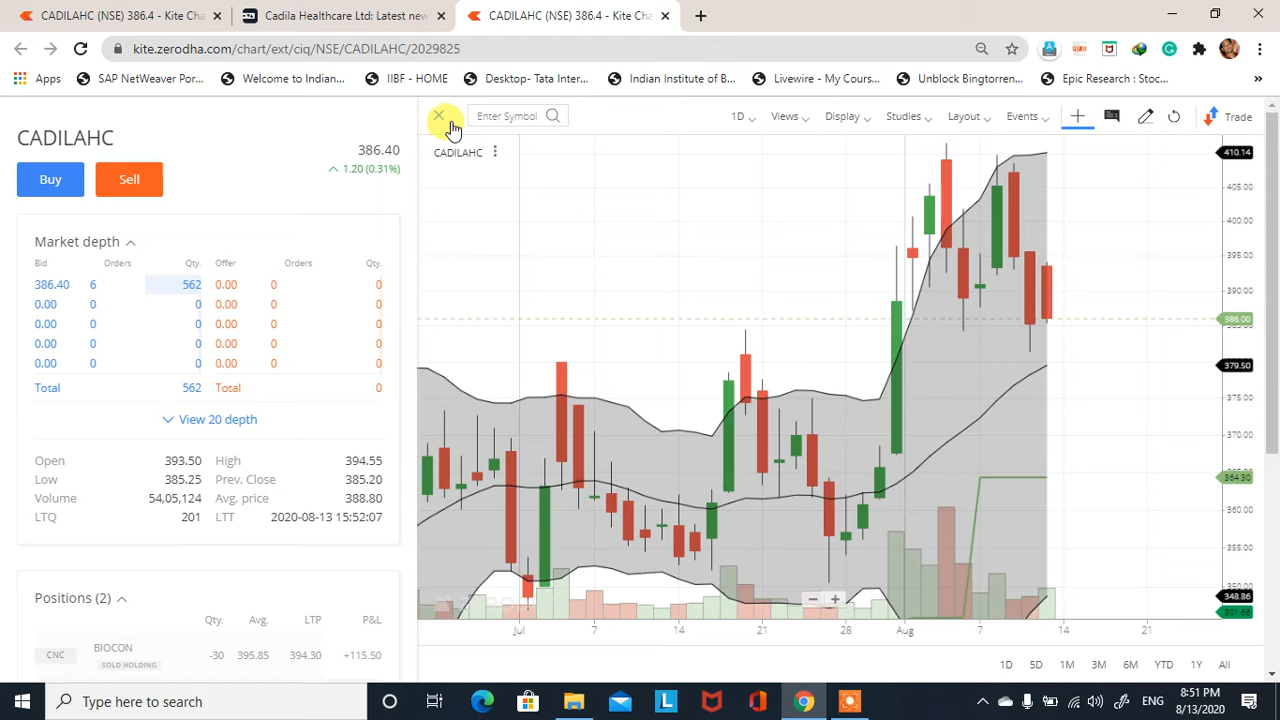 CADILAHC (NSE) 386.4 - Kite Cha
Cadila Healthcare Ltd: Latest new
CADILAHC (NSE) 386.4 - Kite Cha
kite.zerodha.com/chart/ext/ciq/NSE/CADILAHC/2029825
Apps
SAP NetWeaver Por...
Welcome to Indian...
IIBF - HOME
Desktop- Tata Inter...
Indian Institute of B...
Livewire - My Cours...
Unblock Bingtorren...
Epic Research : Stoc...
»
CADILAHC
386.40
1.20 (0.31%)
Buy
Sell
Market depth
Bid Orders Qty. Offer Orders Qty.
386.40 6 562 0.00 0 0
0.00 0 0 0.00 0 0
0.00 0 0 0.00 0 0
0.00 0 0 0.00 0 0
0.00 0 0 0.00 0 0
Total 562 Total 0
View 20 depth
Open 393.50 High 394.55
Low 385.25 Prev. Close 385.20
Volume 54,05,124 Avg. price 388.80
LTQ 201 LTT 2020-08-13 15:52:07
Positions (2)
Qty. Avg. LTP P&L
CNC BIOCON -30 395.85 394.30 +115.50
SOLD HOLDING
Enter Symbol
1D Views Display Studies Layout Events Trade
CADILAHC
410.14
405.00
400.00
395.00
390.00
386.00
379.50
375.00
370.00
364.30
360.00
355.00
350.00
348.86
Jul 7 14 21 28 Aug 7 14 21
1D 5D 1M 3M 6M YTD 1Y All
Type here to search
ENG
8:51 PM
8/13/2020